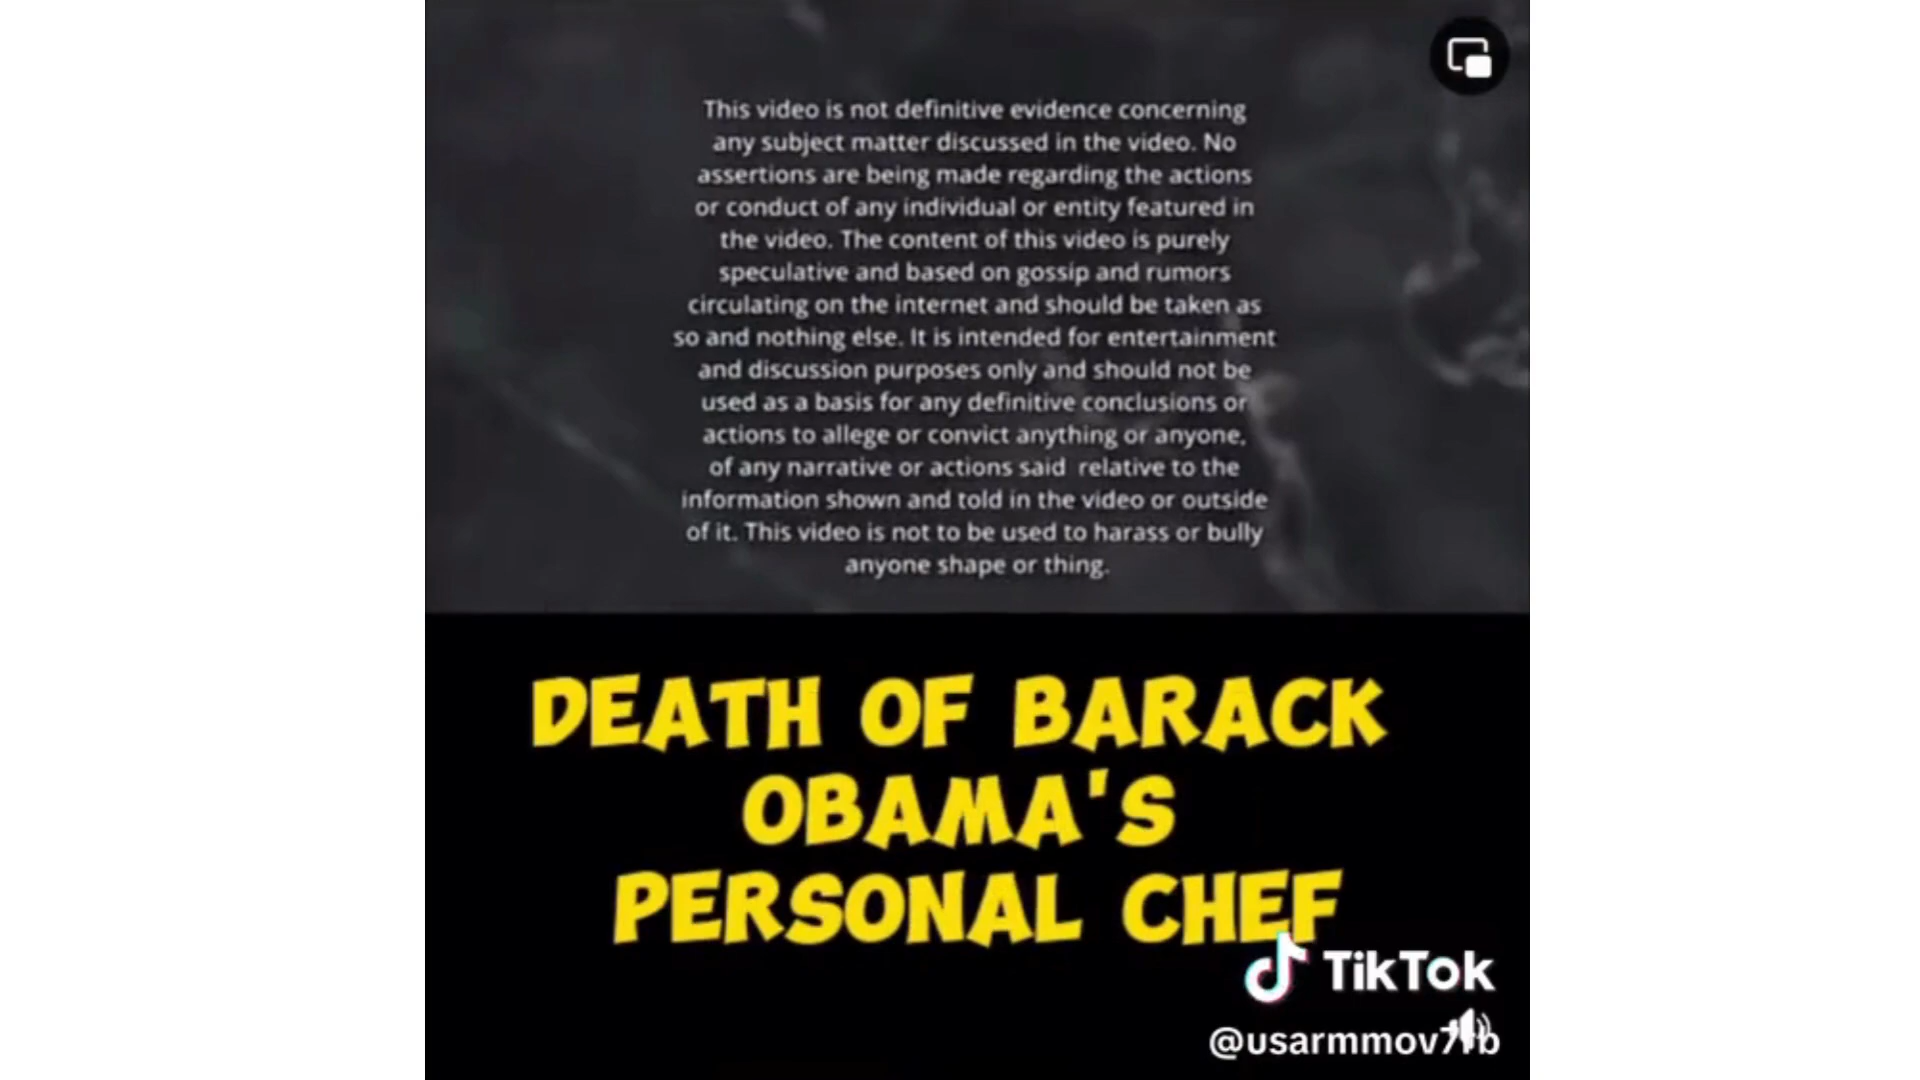 This video is not definitive evidence concerning
any subject matter discussed in the video. No
assertions are being made regarding the actions
or conduct of any individual or entity featured in
the video. The content of this video is purely
speculative and based on gossip and rumors
circulating on the internet and should be taken as
so and nothing else. It is intended for entertainment
and discussion purposes only and should not be
used as a basis for any definitive conclusions or
actions to allege or convict anything or anyone,
of any narrative or actions said relative to the
information shown and told in the video or outside
of it. This video is not to be used to harass or bully
anyone shape or thing.
DEATH OF BARACK
OBAMA'S
PERSONAL CHEF
TikTok